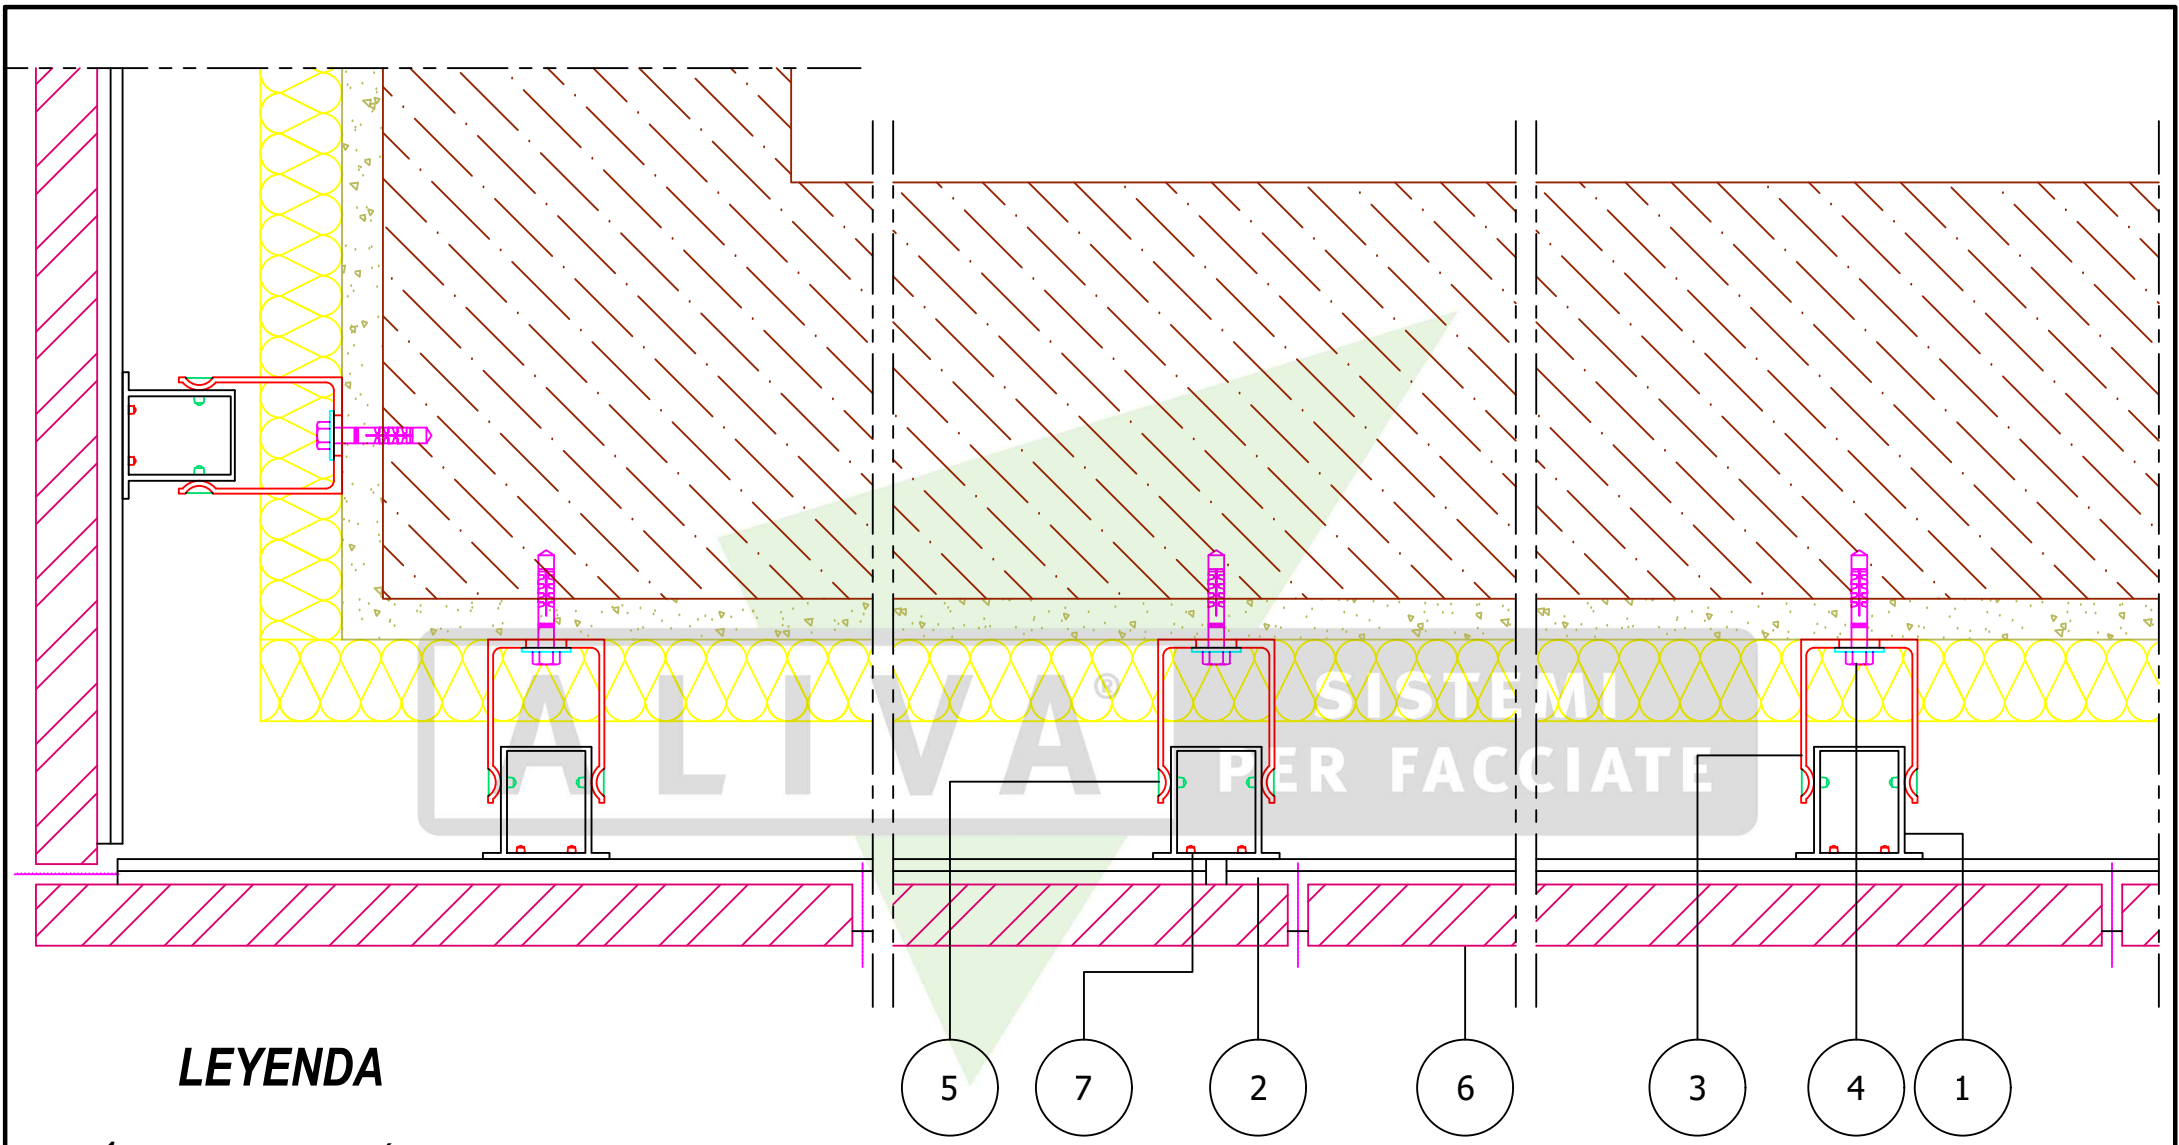 ALIVA®
SISTEMI
PER FACCIATE
LEYENDA
5 7 2 6 3 4 1